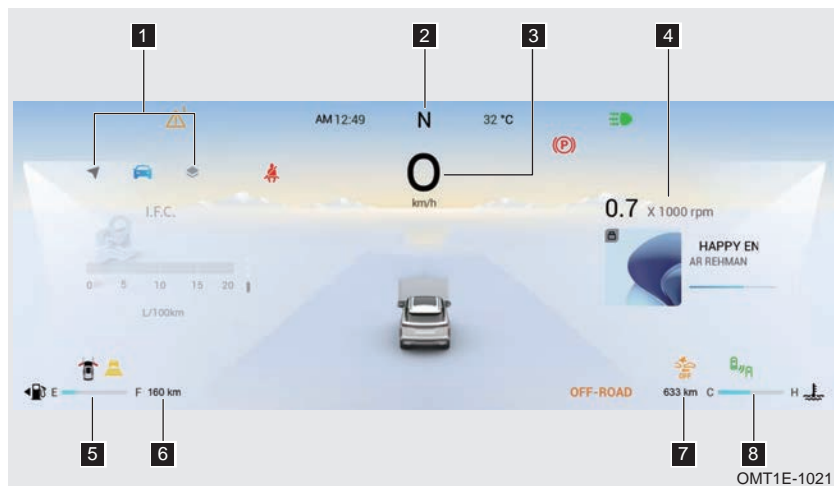 1 2 3 4
AM 12:49 N 32 °C
(P)
0
km/h
I.F.C.
0.7 X 1000 rpm
HAPPY EN
AR REHMAN
0 5 10 15 20
L/100km
OFF
A
E F 160 km OFF-ROAD 633 km C H
5 6 7 8
OMT1E-1021